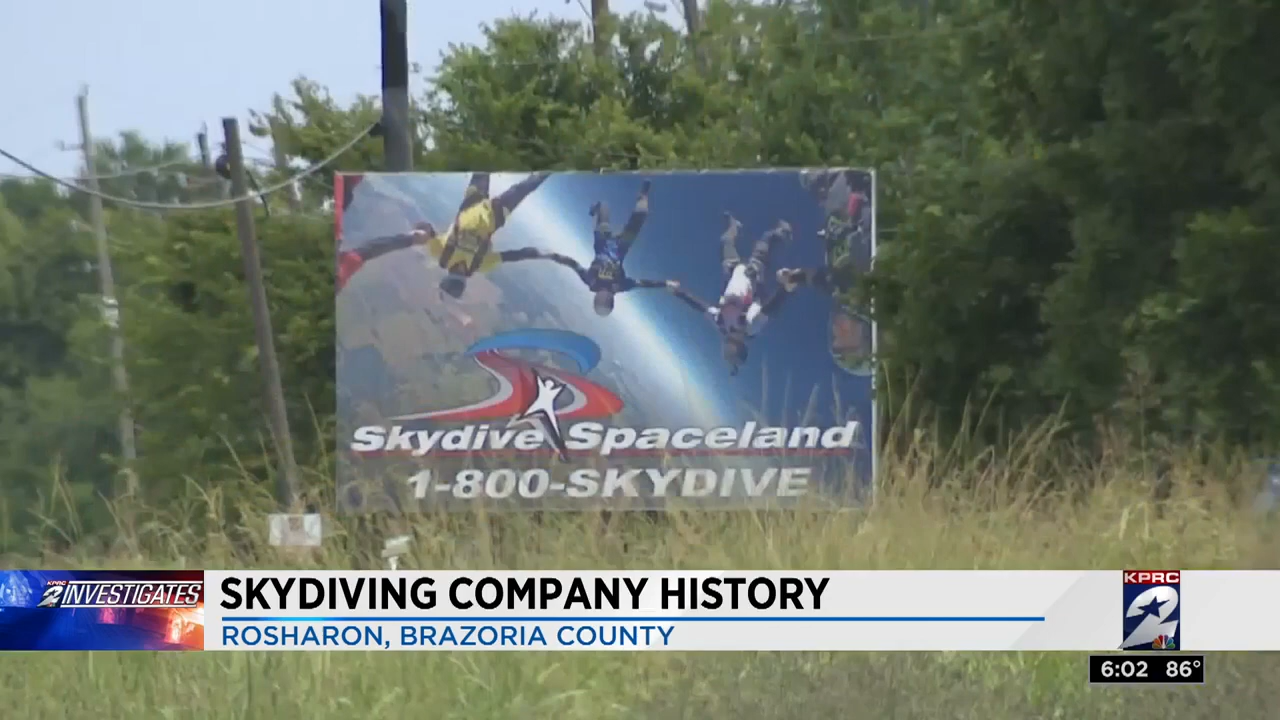 Skydive Spaceland
1-800-SKYDIVE
KPRC
2 INVESTIGATES
SKYDIVING COMPANY HISTORY
ROSHARON, BRAZORIA COUNTY
KPRC
2
6:02 86°